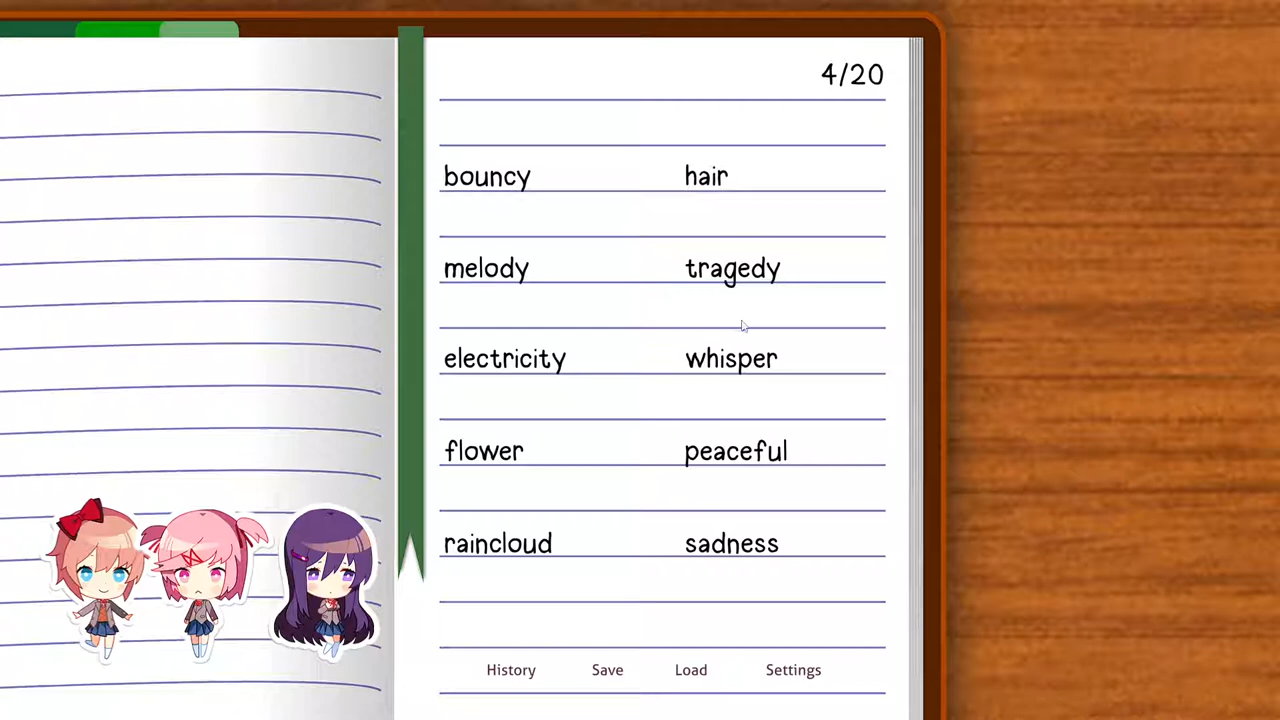 4/20
bouncy hair
melody tragedy
electricity whisper
flower peaceful
raincloud sadness
History Save Load Settings